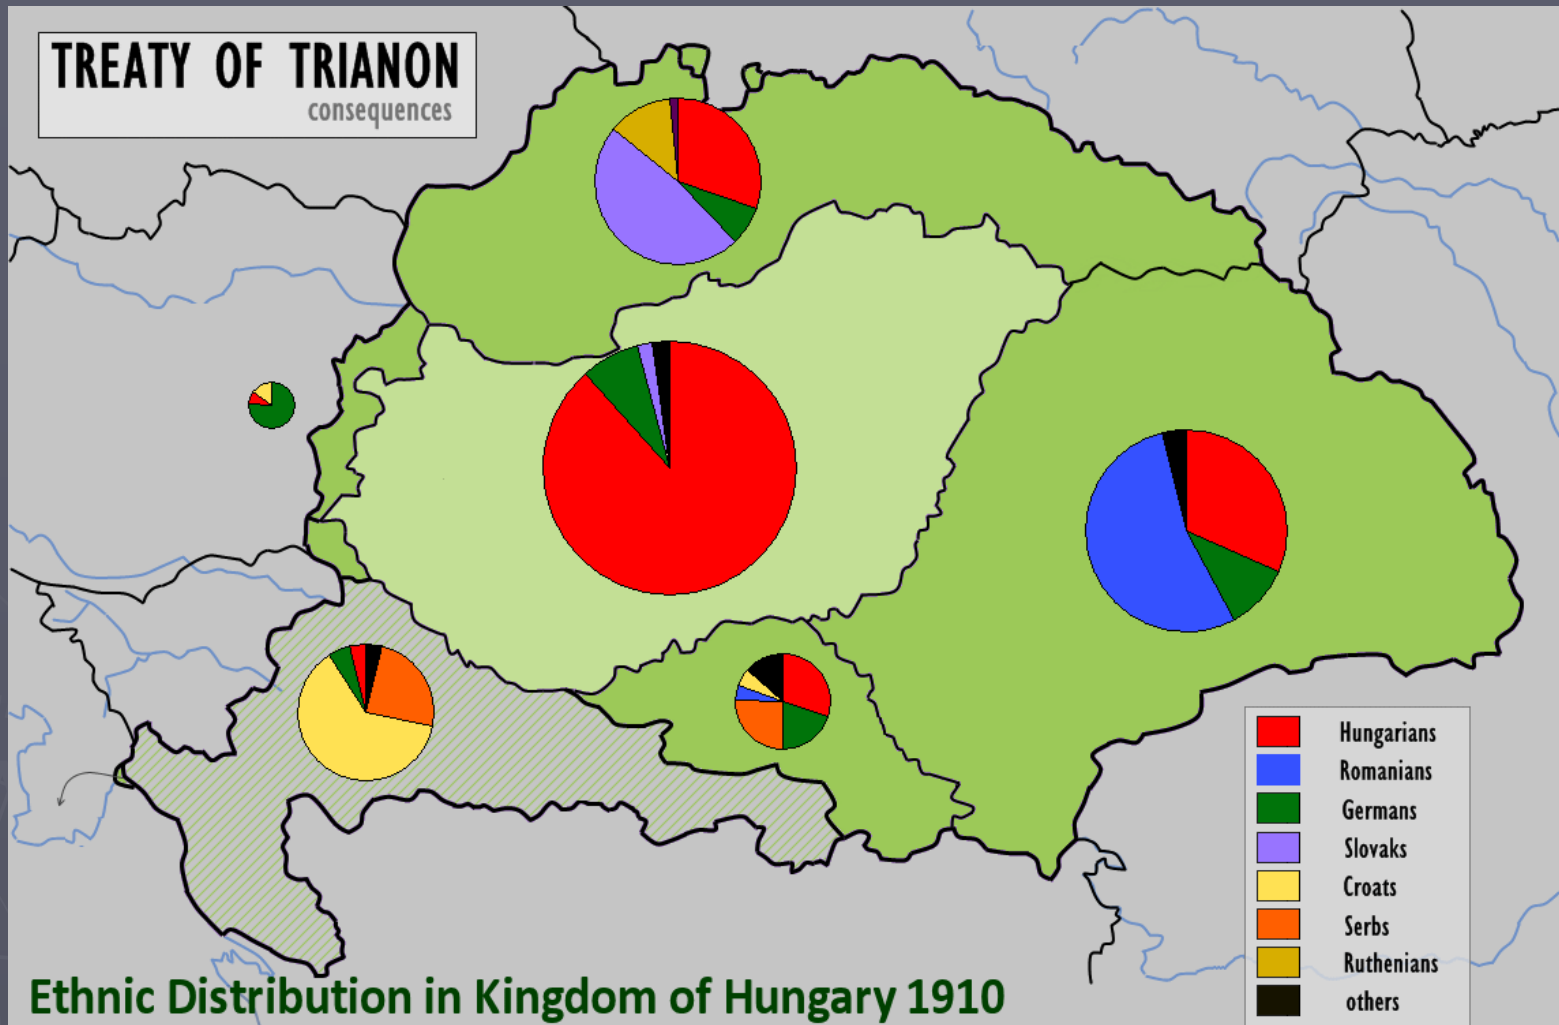 TREATY OF TRIANON
consequences
Hungarians
Romanians
Germans
Slovaks
Croats
Serbs
Ruthenians
others
Ethnic Distribution in Kingdom of Hungary 1910